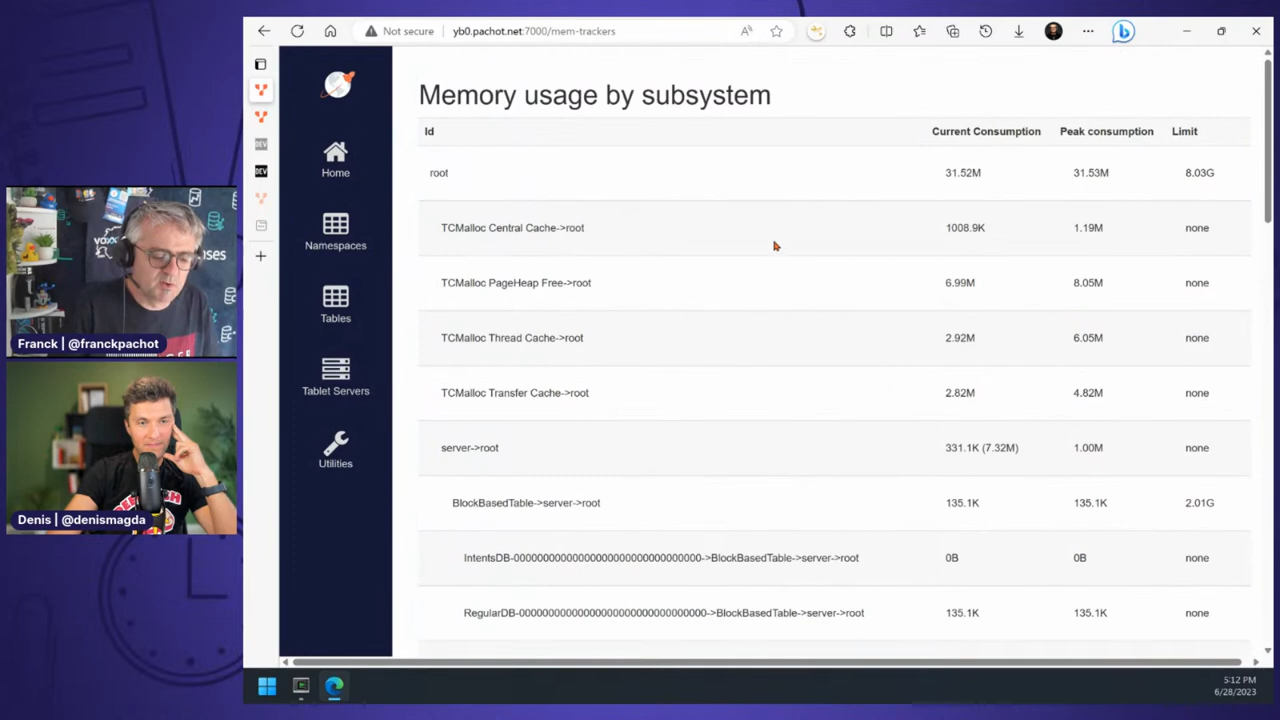 Not secure
yb0.pachot.net:7000/mem-trackers
Memory usage by subsystem
Id Current Consumption Peak consumption Limit
root 31.52M 31.53M 8.03G
TCMalloc Central Cache->root 1008.9K 1.19M none
TCMalloc PageHeap Free->root 6.99M 8.05M none
TCMalloc Thread Cache->root 2.92M 6.05M none
TCMalloc Transfer Cache->root 2.82M 4.82M none
server->root 331.1K (7.32M) 1.00M none
BlockBasedTable->server->root 135.1K 135.1K 2.01G
IntentsDB-00000000000000000000000000000000->BlockBasedTable->server->root 0B 0B none
RegularDB-00000000000000000000000000000000->BlockBasedTable->server->root 135.1K 135.1K none
Home
Namespaces
Tables
Tablet Servers
Utilities
DEV
DEV
Franck | @franckpachot
Denis | @denismagda
5:12 PM
6/28/2023